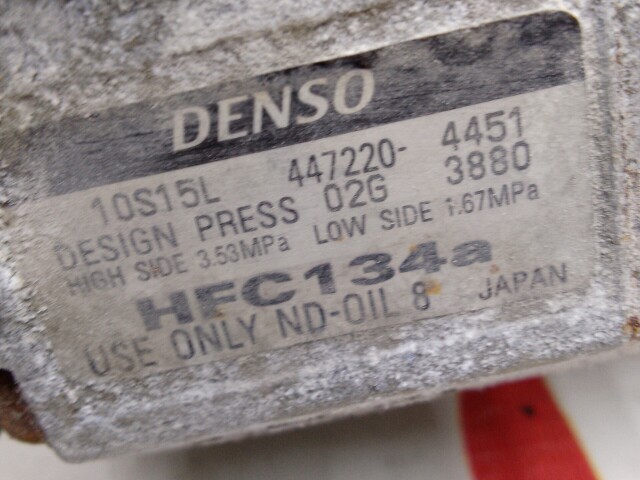 DENSO
10S15L 447220- 4451
DESIGN PRESS 02G 3880
HIGH SIDE 3.53MPa LOW SIDE 1.67MPa
HFC134a
USE ONLY ND-OIL 8 JAPAN